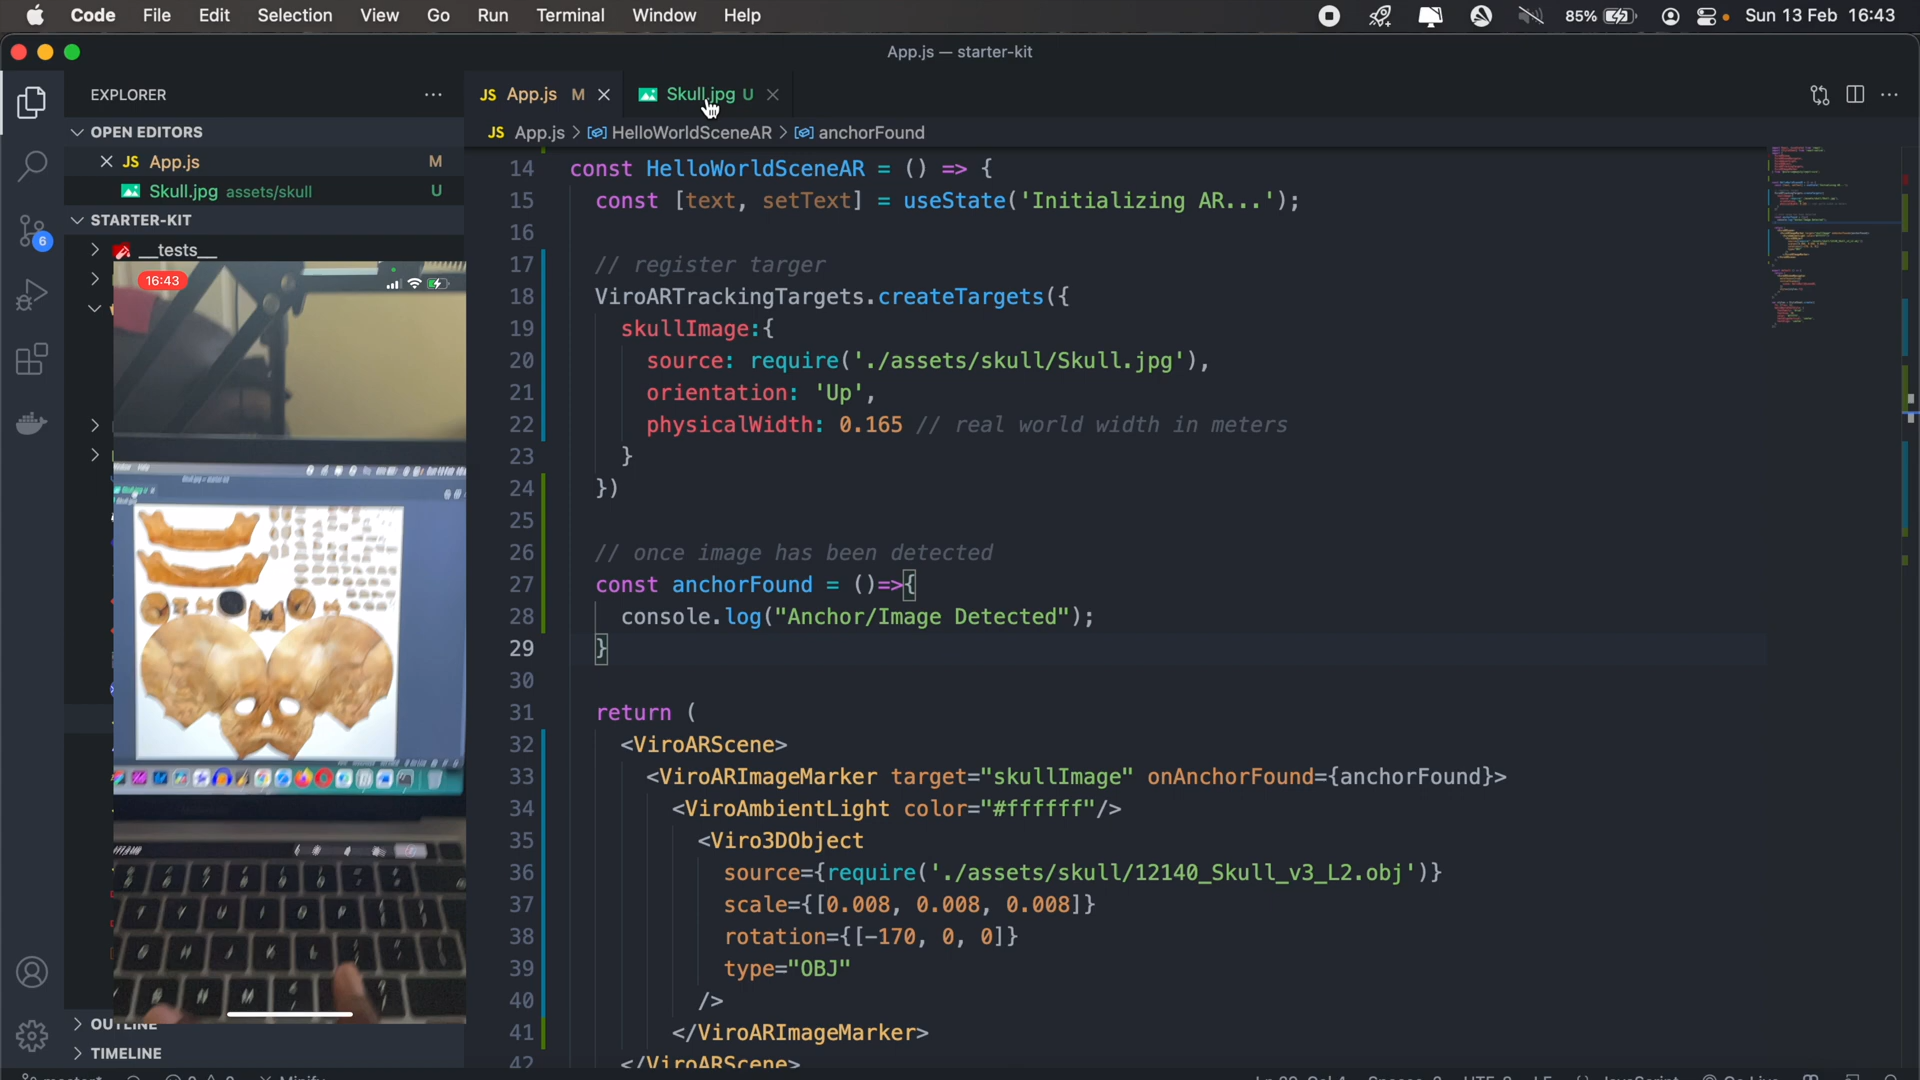 Code File Edit Selection View Go Run Terminal Window Help 85% Sun 13 Feb 16:43
App.js — starter-kit
EXPLORER
OPEN EDITORS
App.js M
Skull.jpg assets/skull U
STARTER-KIT
__tests__
6
16:43
OUTLINE
TIMELINE
JS App.js M
Skull.jpg U
JS App.js > HelloWorldSceneAR > anchorFound
14 const HelloWorldSceneAR = () => {
15 const [text, setText] = useState('Initializing AR...');
16
17 // register targer
18 ViroARTrackingTargets.createTargets({
19 skullImage:{
20 source: require('./assets/skull/Skull.jpg'),
21 orientation: 'Up',
22 physicalWidth: 0.165 // real world width in meters
23 }
24 })
25
26 // once image has been detected
27 const anchorFound = ()=>{
28 console.log("Anchor/Image Detected");
29 }
30
31 return (
32 <ViroARScene>
33 <ViroARImageMarker target="skullImage" onAnchorFound={anchorFound}>
34 <ViroAmbientLight color="#ffffff"/>
35 <Viro3DObject
36 source={require('./assets/skull/12140_Skull_v3_L2.obj')}
37 scale={[0.008, 0.008, 0.008]}
38 rotation={[-170, 0, 0]}
39 type="OBJ"
40 />
41 </ViroARImageMarker>
42 </ViroARScene>